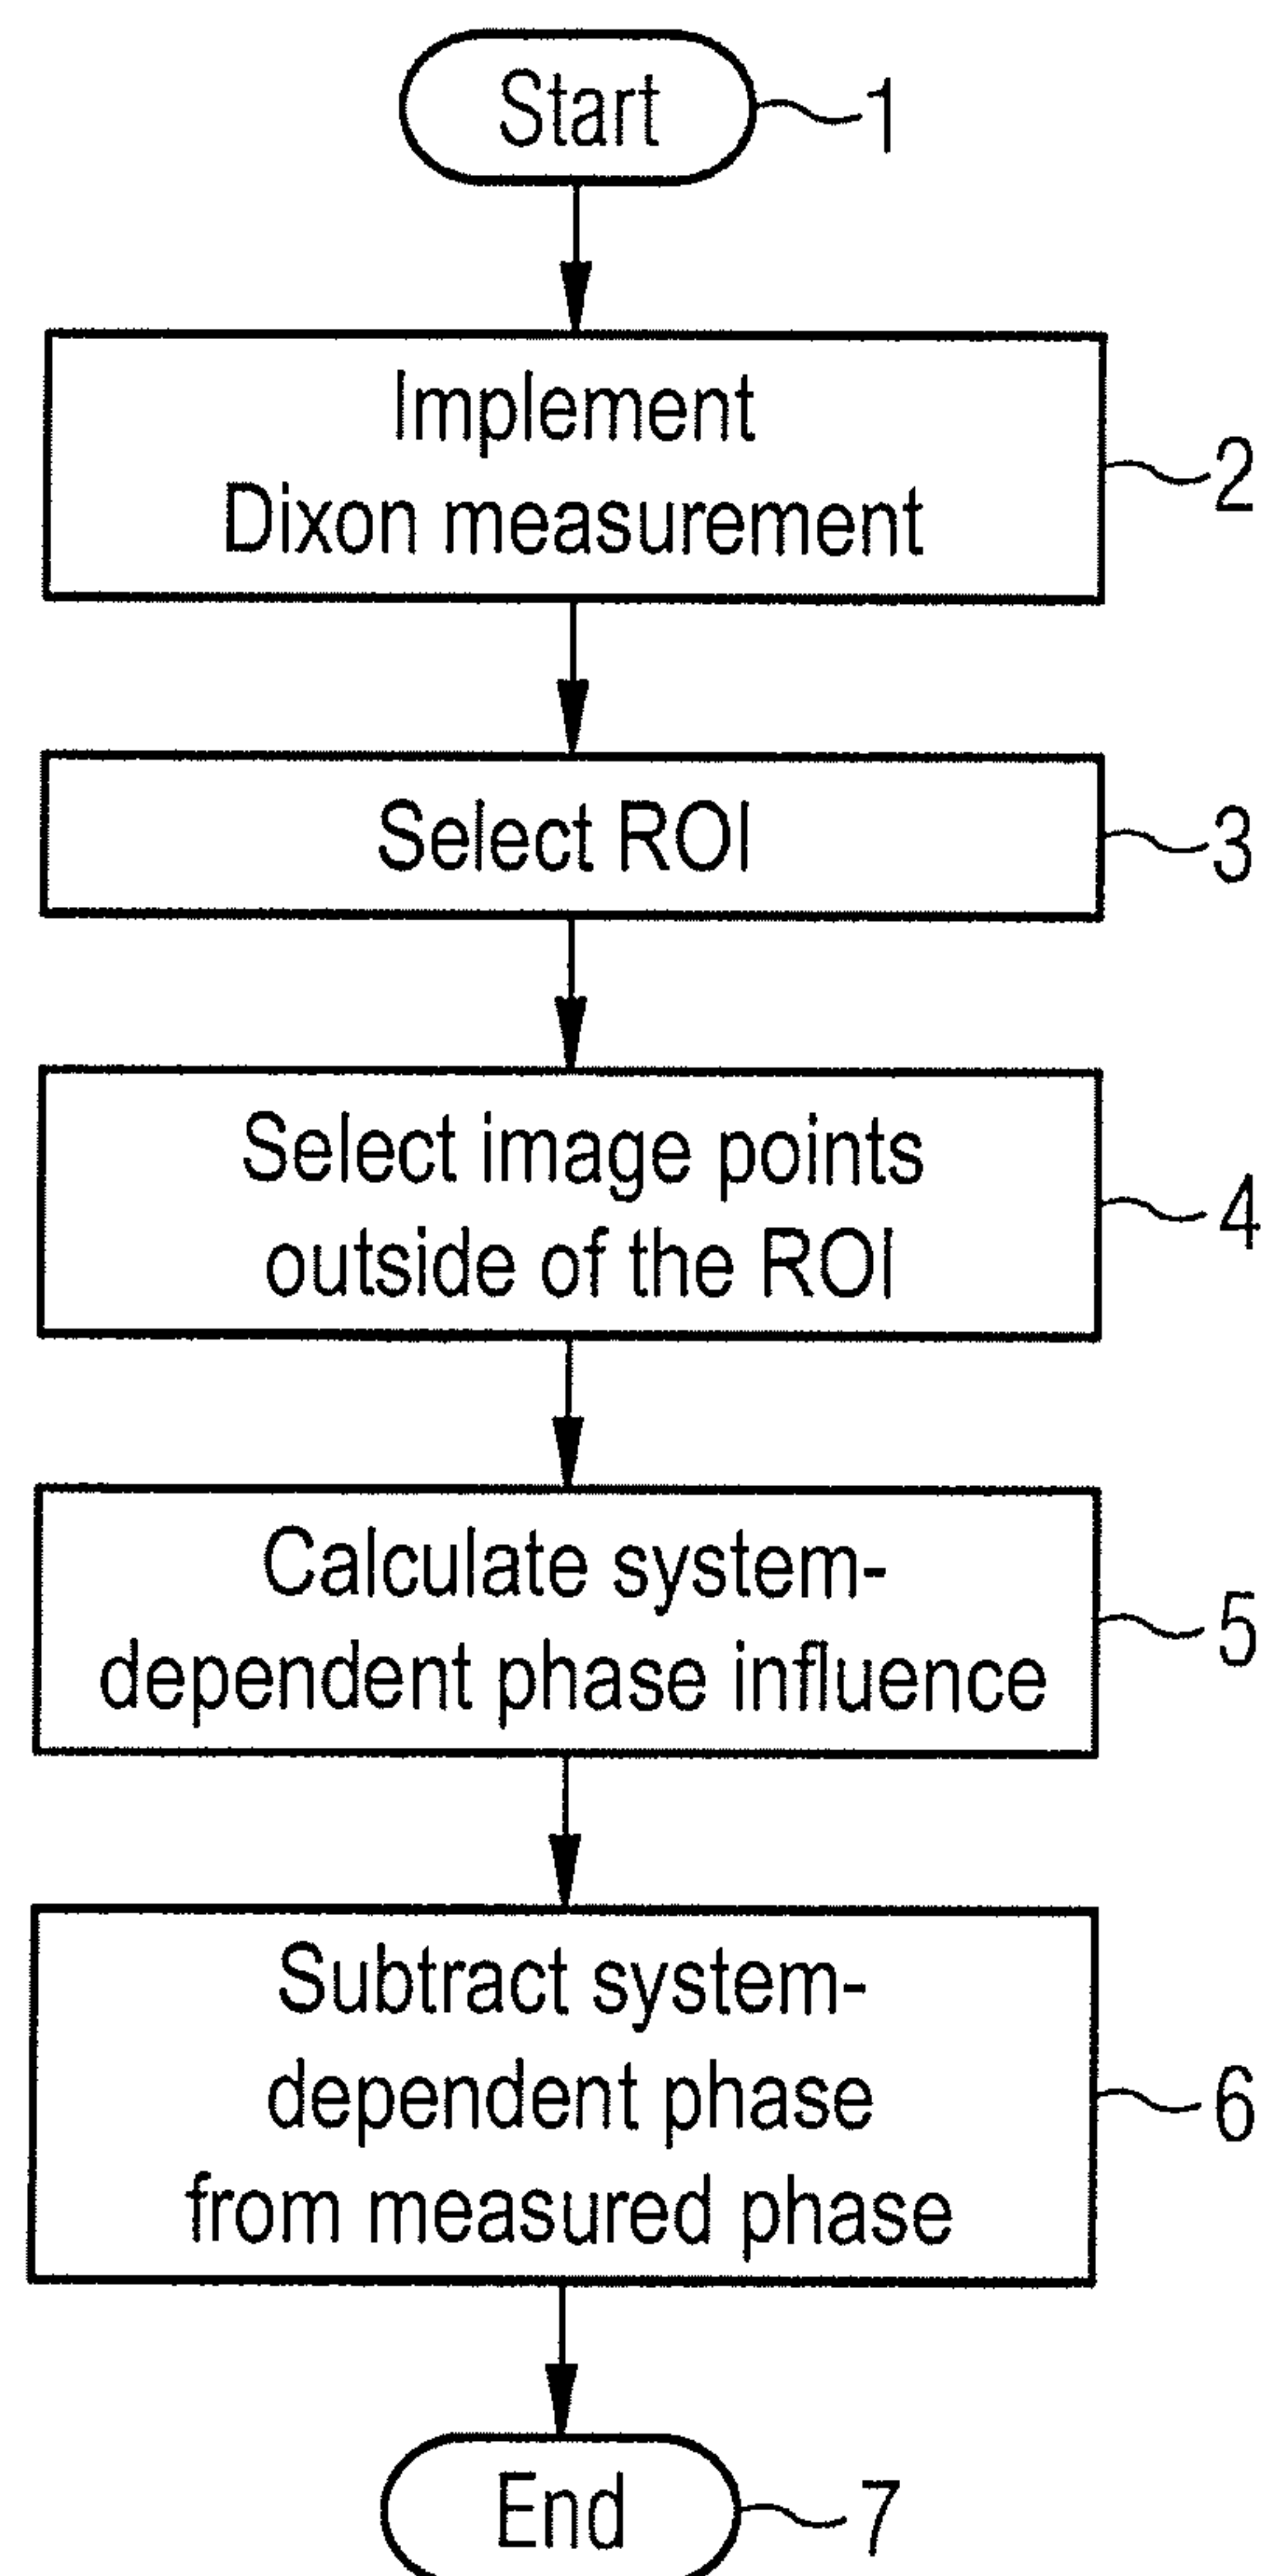 Start
1
Implement
Dixon measurement
2
Select ROI
3
Select image points
outside of the ROI
4
Calculate system-
dependent phase influence
5
Subtract system-
dependent phase
from measured phase
6
End
7